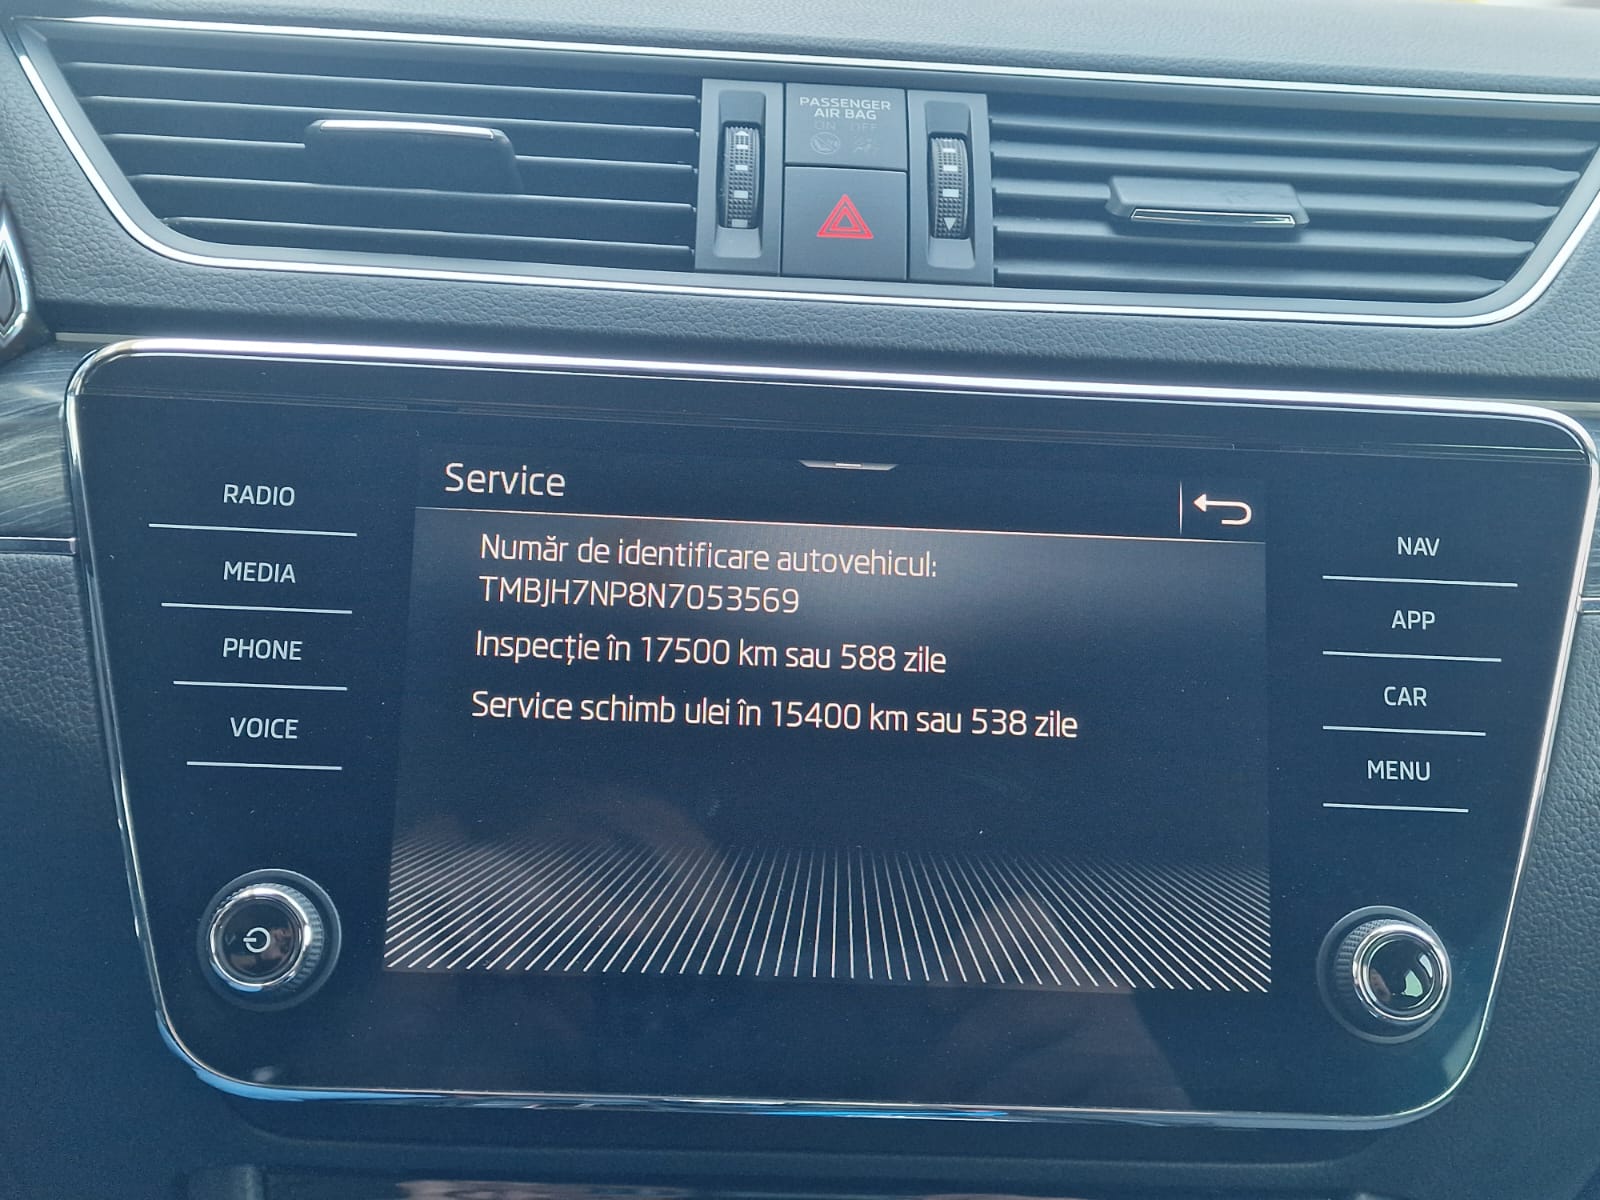 PASSENGER
AIR BAG
ON OFF
Service
RADIO
MEDIA
PHONE
VOICE
Număr de identificare autovehicul:
TMBJH7NP8N7053569
Inspecție în 17500 km sau 588 zile
Service schimb ulei în 15400 km sau 538 zile
NAV
APP
CAR
MENU